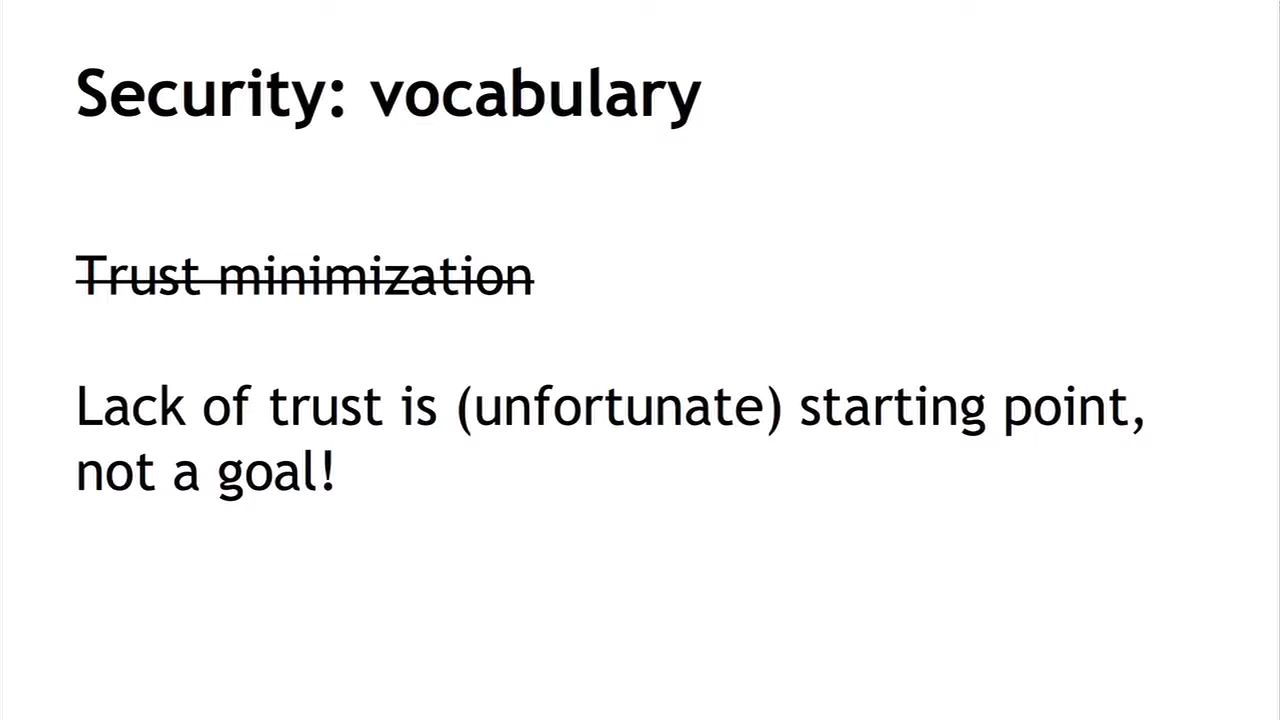 Security: vocabulary
Trust minimization
Lack of trust is (unfortunate) starting point,
not a goal!